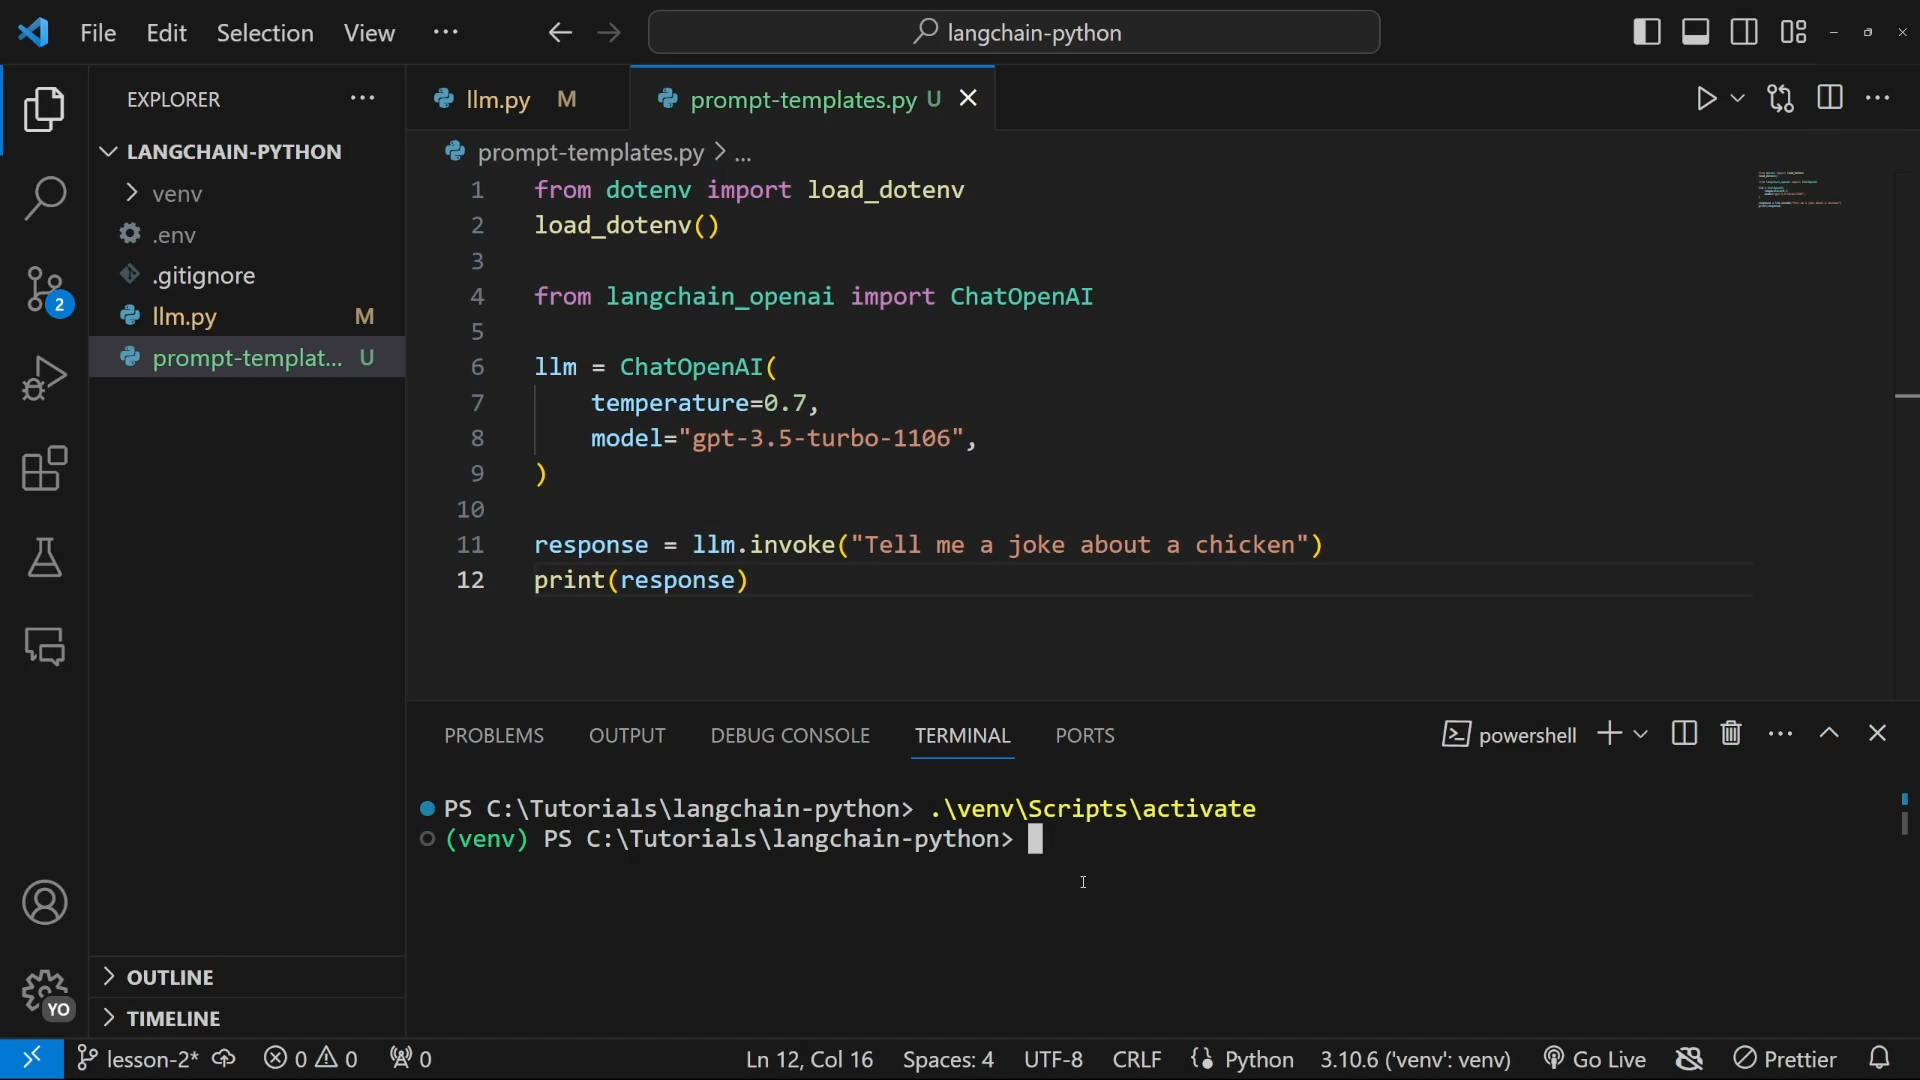 File Edit Selection View ... langchain-python
EXPLORER ...
LANGCHAIN-PYTHON
venv
.env
.gitignore
llm.py M
prompt-templat... U
OUTLINE
TIMELINE
2
YO
llm.py M prompt-templates.py U
prompt-templates.py > ...
1 from dotenv import load_dotenv
2 load_dotenv()
3
4 from langchain_openai import ChatOpenAI
5
6 llm = ChatOpenAI(
7 temperature=0.7,
8 model="gpt-3.5-turbo-1106",
9 )
10
11 response = llm.invoke("Tell me a joke about a chicken")
12 print(response)
PROBLEMS OUTPUT DEBUG CONSOLE TERMINAL PORTS powershell
PS C:\Tutorials\langchain-python> .\venv\Scripts\activate
(venv) PS C:\Tutorials\langchain-python>
lesson-2* 0 0 0 Ln 12, Col 16 Spaces: 4 UTF-8 CRLF Python 3.10.6 ('venv': venv) Go Live Prettier